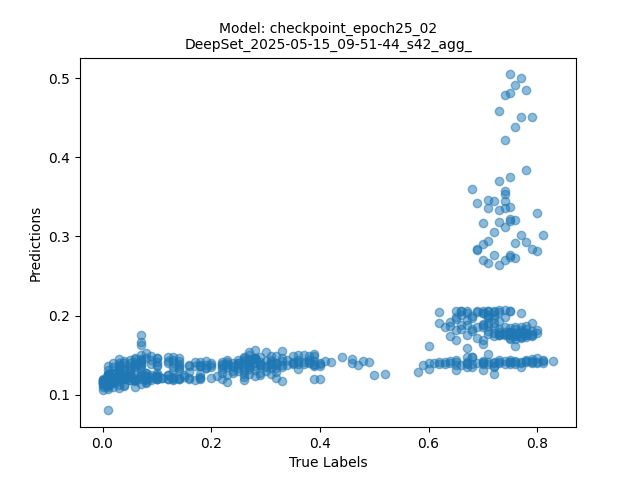 Model: checkpoint_epoch25_02
DeepSet_2025-05-15_09-51-44_s42_agg_
0.5
0.4
0.3
0.2
0.1
Predictions
0.0 0.2 0.4 0.6 0.8
True Labels